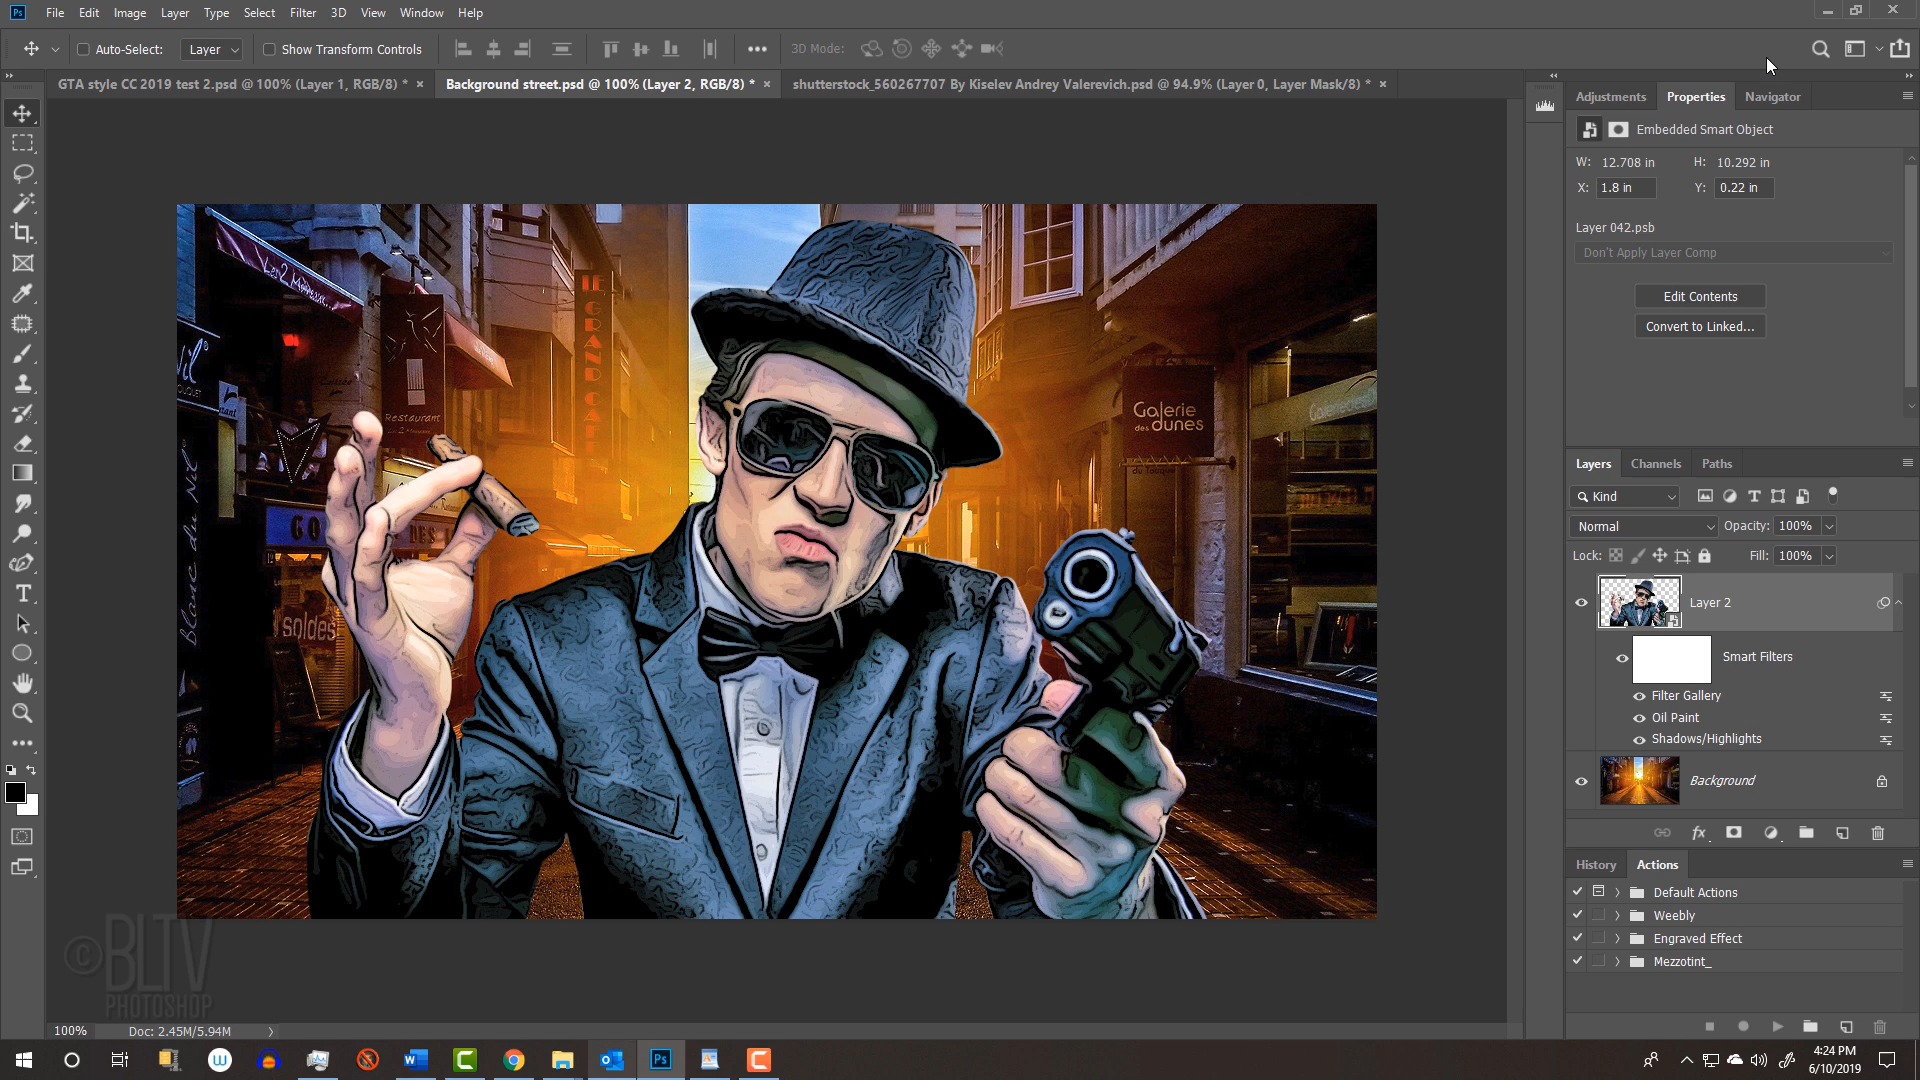 File Edit Image Layer Type Select Filter 3D View Window Help
Auto-Select: Layer Show Transform Controls 3D Mode:
GTA style CC 2019 test 2.psd @ 100% (Layer 1, RGB/8) * × Background street.psd @ 100% (Layer 2, RGB/8) * × shutterstock_560267707 By Kiselev Andrey Valerevich.psd @ 94.9% (Layer 0, Layer Mask/8) * ×
Adjustments Properties Navigator
Embedded Smart Object
W: 12.708 in H: 10.292 in
X: 1.8 in Y: 0.22 in
Layer 042.psb
Don't Apply Layer Comp
Edit Contents
Convert to Linked...
LE GRAND CAFE
Restaurant
Galerie
des dunes
du Touquet
soldes
Blanc du Nil
Layers Channels Paths
Kind
Normal Opacity: 100%
Lock: Fill: 100%
Layer 2
Smart Filters
Filter Gallery
Oil Paint
Shadows/Highlights
Background
fx
History Actions
Default Actions
Weebly
Engraved Effect
Mezzotint_
©BLTV
PHOTOSHOP
100% Doc: 2.45M/5.94M
4:24 PM
6/10/2019